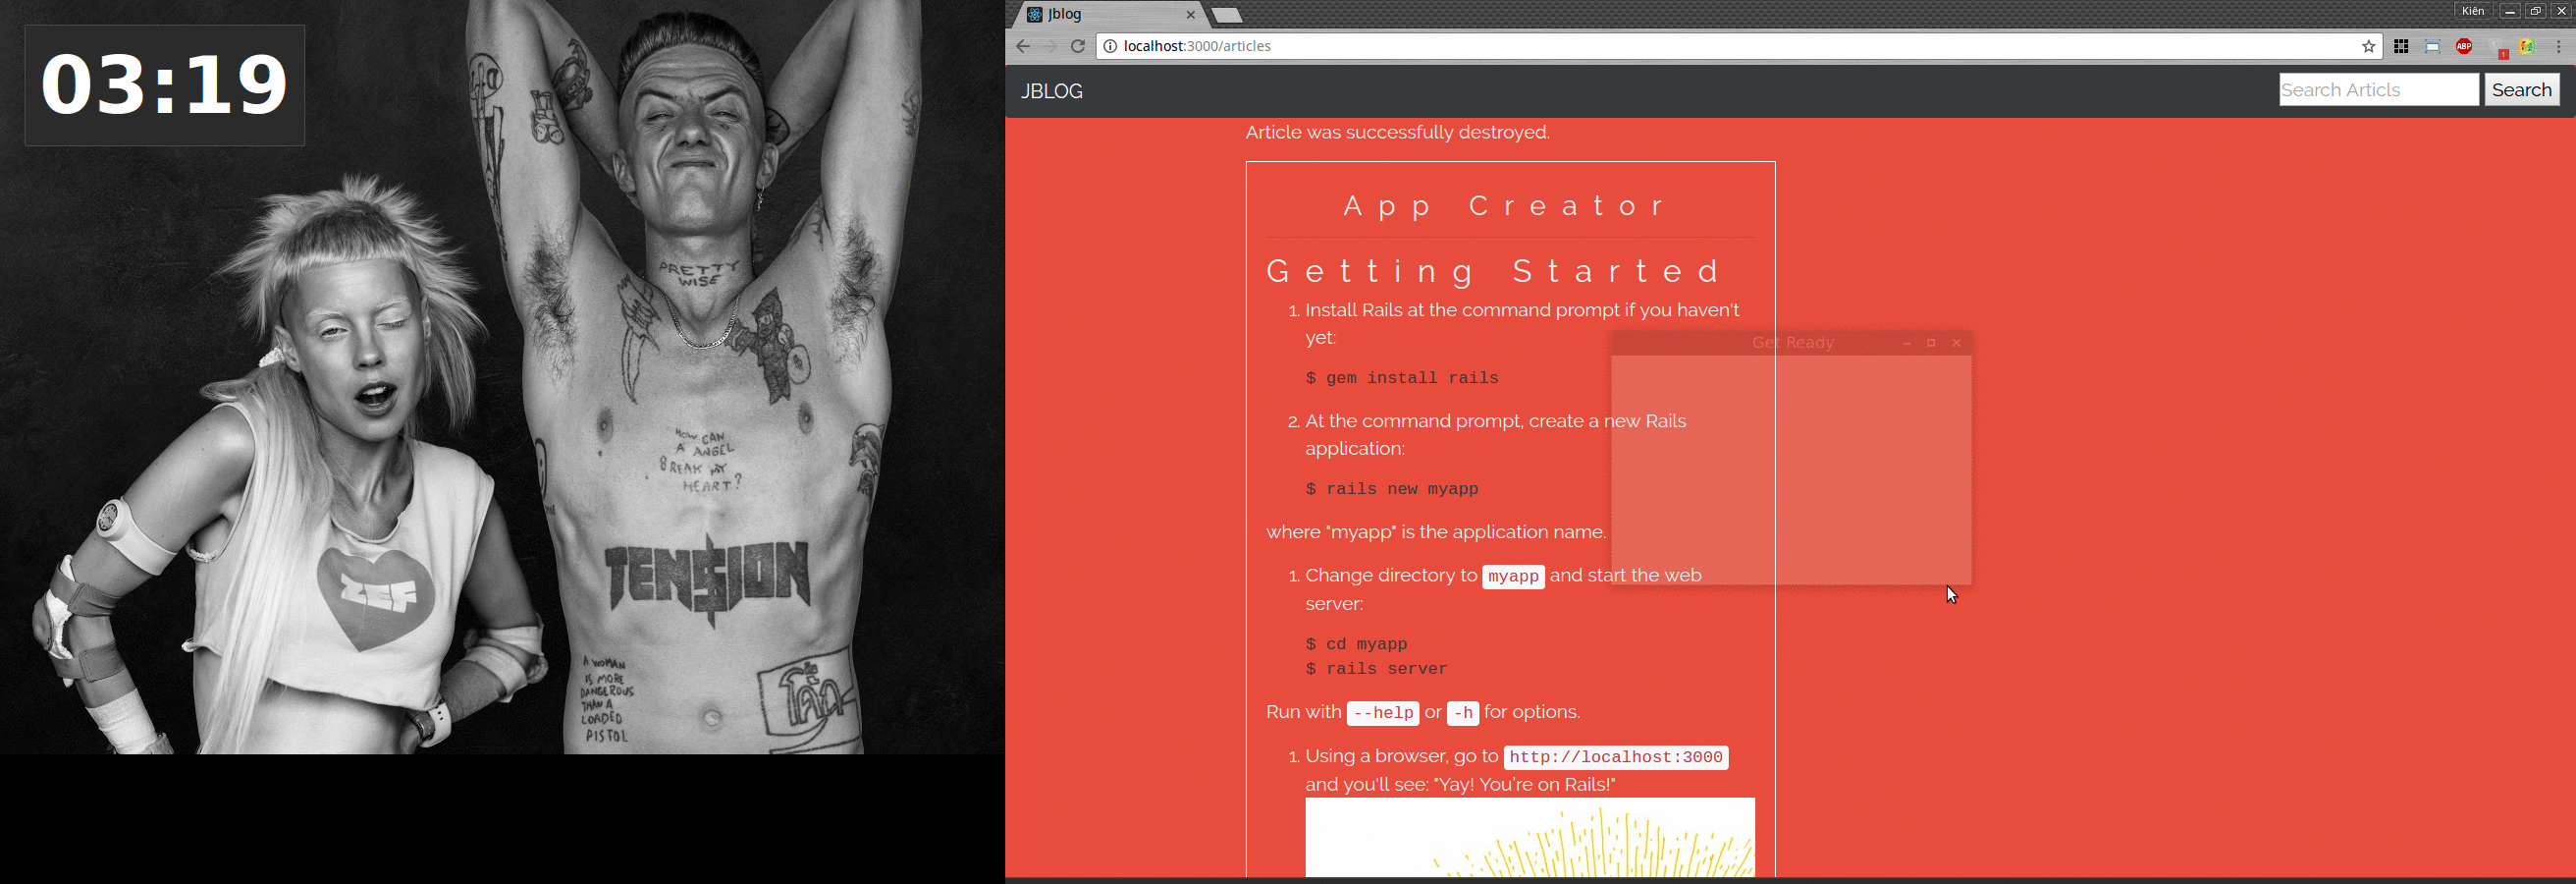 03:19
PRETTY
WISE
HOW CAN
A ANGEL
BREAK MY
HEART?
TEN$ION
ZEF
A WOMAN
IS MORE
DANGEROUS
THAN A
LOADED
PISTOL
Jblog
Kiên
localhost:3000/articles
ABP
JBLOG
Search Articls
Search
Article was successfully destroyed.
App Creator
Getting Started
1. Install Rails at the command prompt if you haven't
yet:
$ gem install rails
2. At the command prompt, create a new Rails
application:
$ rails new myapp
where "myapp" is the application name.
1. Change directory to myapp and start the web
server:
$ cd myapp
$ rails server
Run with --help or -h for options.
1. Using a browser, go to http://localhost:3000
and you'll see: "Yay! You're on Rails!"
Get Ready